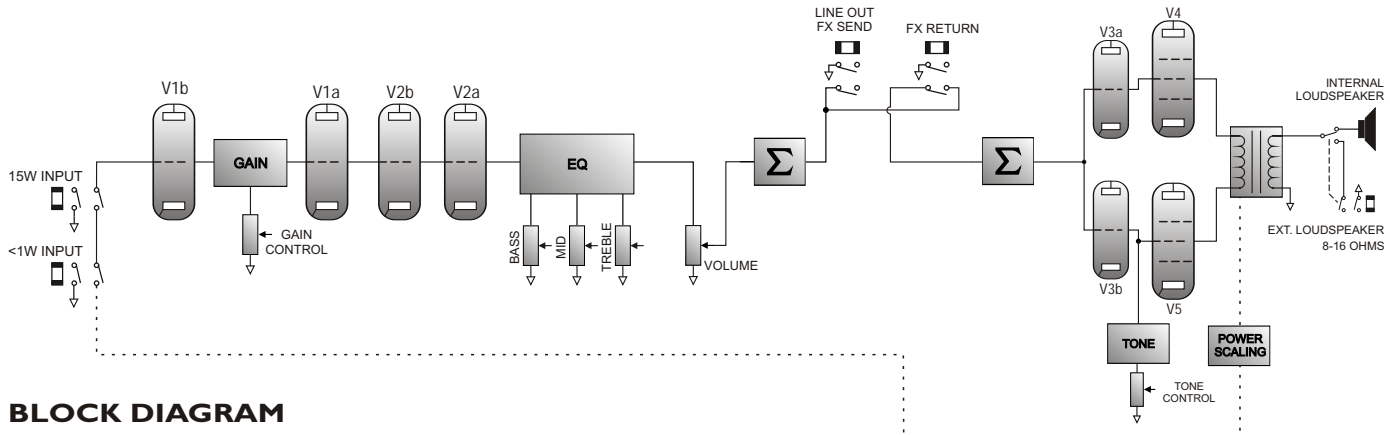 LINE OUT
FX SEND
FX RETURN
V1b
V1a
V2b
V2a
V3a
V4
GAIN
EQ
Σ
Σ
INTERNAL
LOUDSPEAKER
15W INPUT
<1W INPUT
GAIN
CONTROL
BASS
MID
TREBLE
VOLUME
EXT. LOUDSPEAKER
8-16 OHMS
V3b
V5
TONE
POWER
SCALING
TONE
CONTROL
BLOCK DIAGRAM